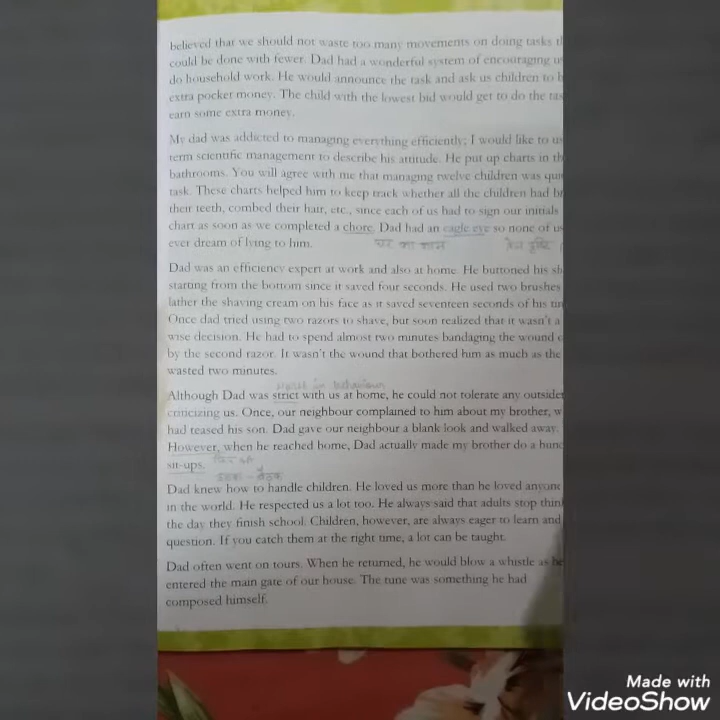 believed that we should not waste too many movements on doing tasks th
could be done with fewer. Dad had a wonderful system of encouraging us
do household work. He would announce the task and ask us children to b
extra pocket money. The child with the lowest bid would get to do the tas
earn some extra money.
My dad was addicted to managing everything efficiently; I would like to us
term scientific management to describe his attitude. He put up charts in th
bathrooms. You will agree with me that managing twelve children was qui
task. These charts helped him to keep track whether all the children had br
their teeth, combed their hair, etc., since each of us had to sign our initials
chart as soon as we completed a chore. Dad had an eagle eye so none of us
ever dream of lying to him. घर का काम
Dad was an efficiency expert at work and also at home. He buttoned his sh
starting from the bottom since it saved four seconds. He used two brushes
lather the shaving cream on his face as it saved seventeen seconds of his tim
Once dad tried using two razors to shave, but soon realized that it wasn't a
wise decision. He had to spend almost two minutes bandaging the wound c
by the second razor. It wasn't the wound that bothered him as much as the
wasted two minutes.
in behaviour
Although Dad was strict with us at home, he could not tolerate any outsider
criticizing us. Once, our neighbour complained to him about my brother, w
had teased his son. Dad gave our neighbour a blank look and walked away.
However, when he reached home, Dad actually made my brother do a hund
sit-ups. उठक - बैठक
Dad knew how to handle children. He loved us more than he loved anyone
in the world. He respected us a lot too. He always said that adults stop thin
the day they finish school. Children, however, are always eager to learn and
question. If you catch them at the right time, a lot can be taught.
Dad often went on tours. When he returned, he would blow a whistle as he
entered the main gate of our house. The tune was something he had
composed himself.
Made with
VideoShow